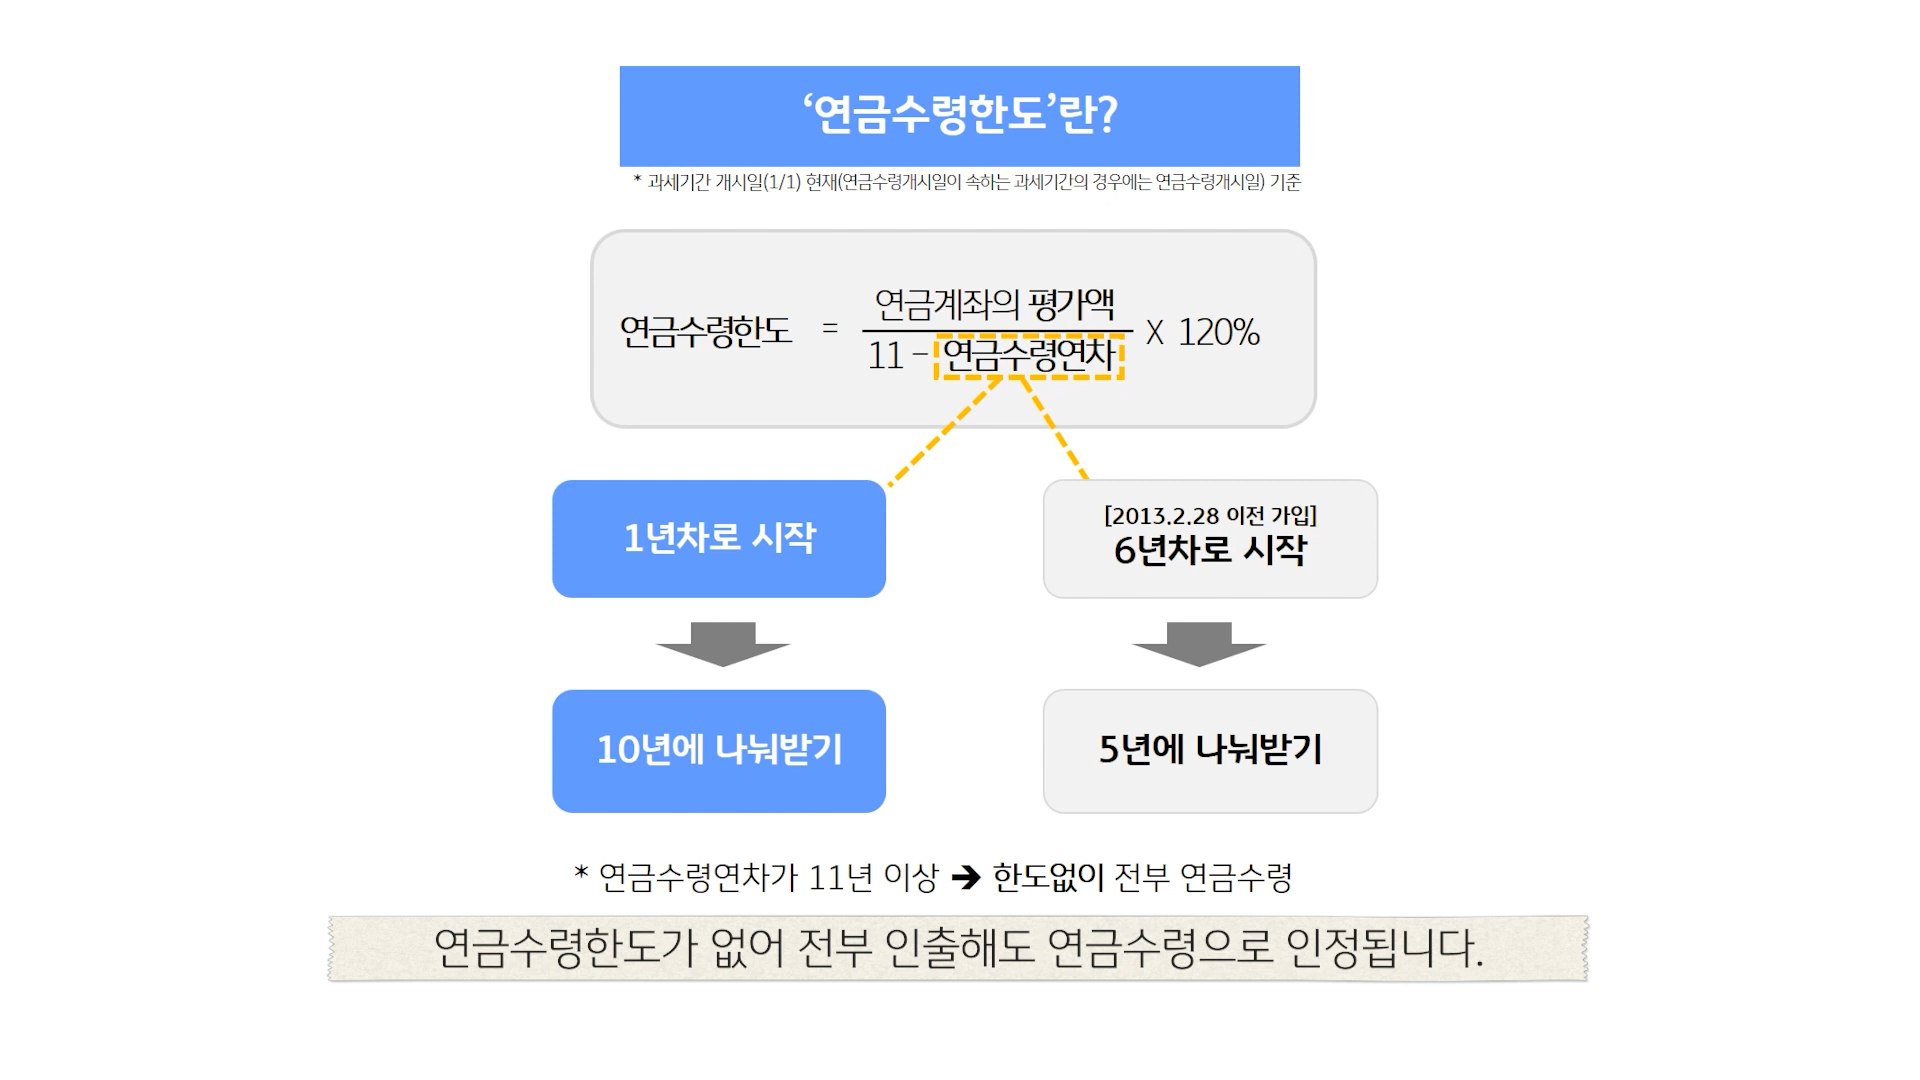 ‘연금수령한도’란?
* 과세기간 개시일(1/1) 현재(연금수령개시일이 속하는 과세기간의 경우에는 연금수령개시일) 기준
연금계좌의 평가액
연금수령한도 = X 120%
11 - 연금수령연차
1년차로 시작
[2013.2.28 이전 가입]
6년차로 시작
10년에 나눠받기
5년에 나눠받기
* 연금수령연차가 11년 이상 ➔ 한도없이 전부 연금수령
연금수령한도가 없어 전부 인출해도 연금수령으로 인정됩니다.